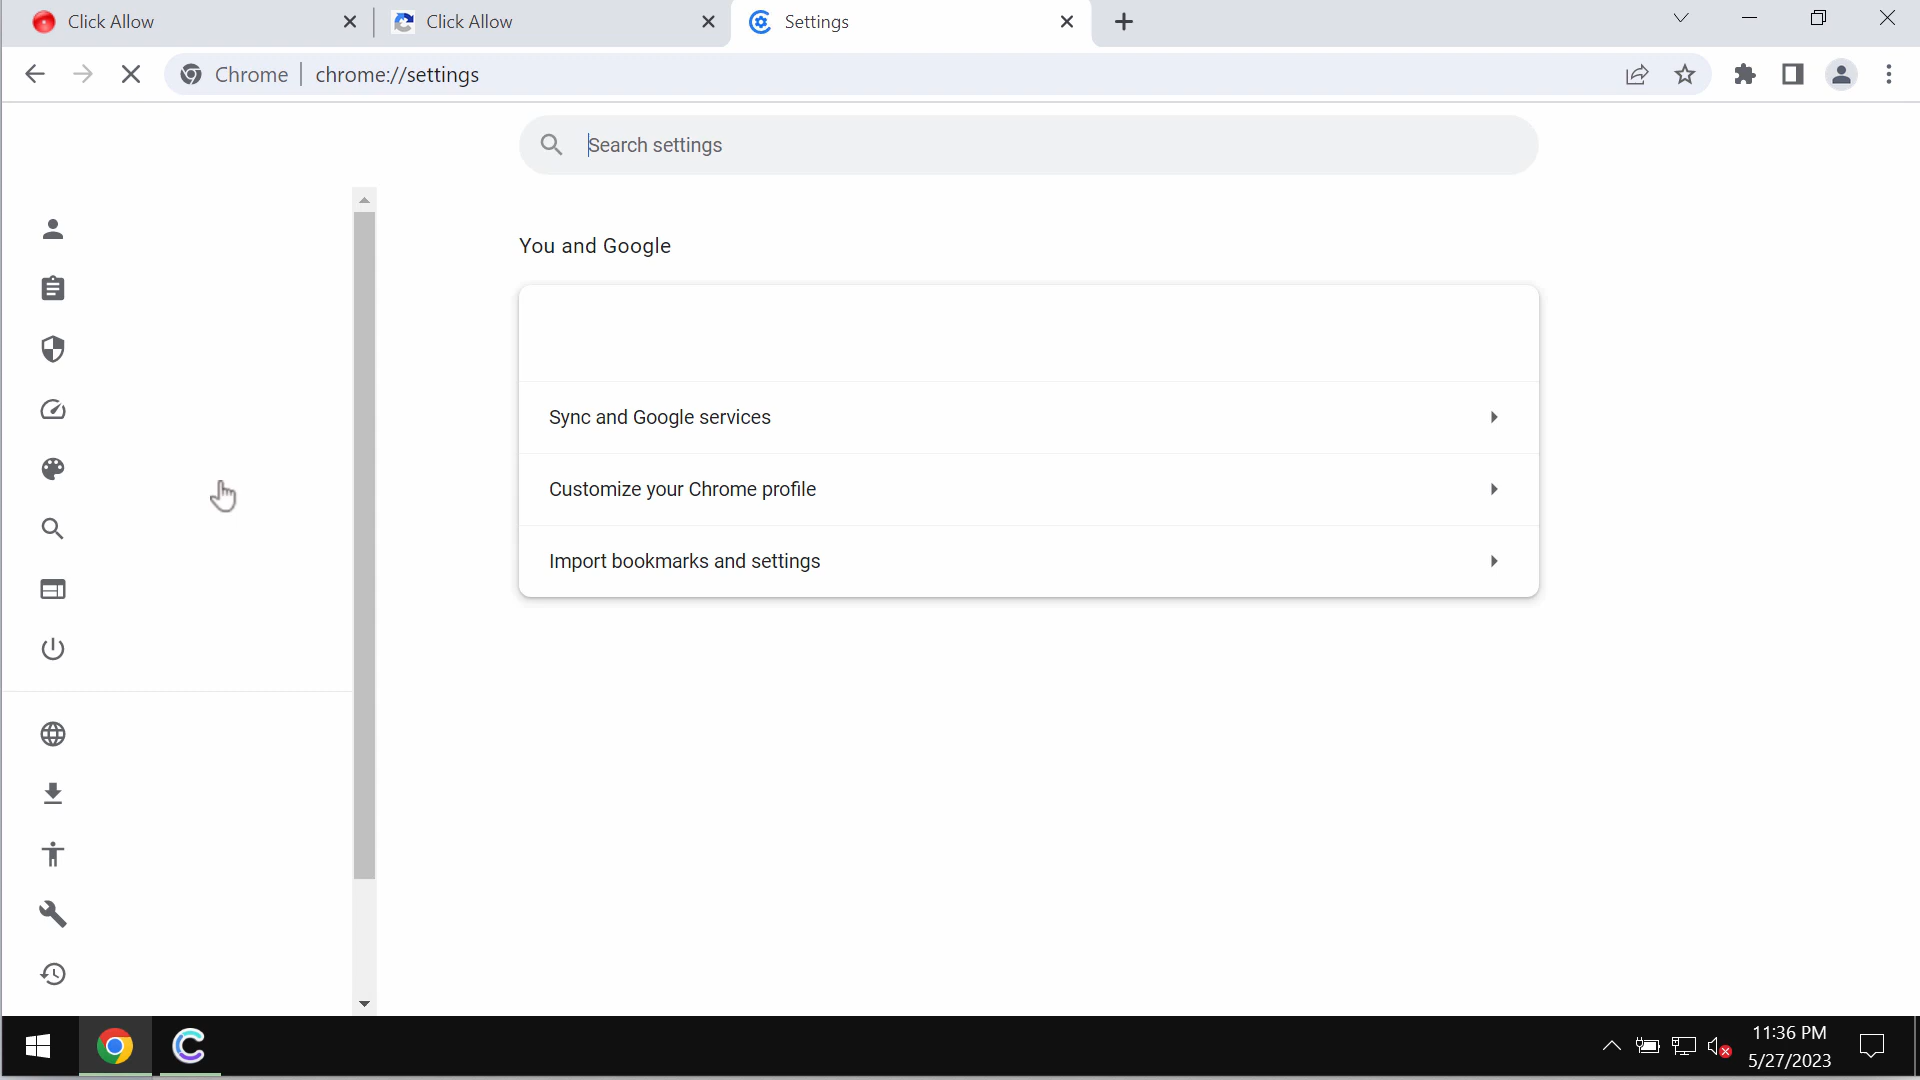 Click Allow
Click Allow
Settings
Chrome
chrome://settings
Search settings
You and Google
Sync and Google services
Customize your Chrome profile
Import bookmarks and settings
11:36 PM
5/27/2023